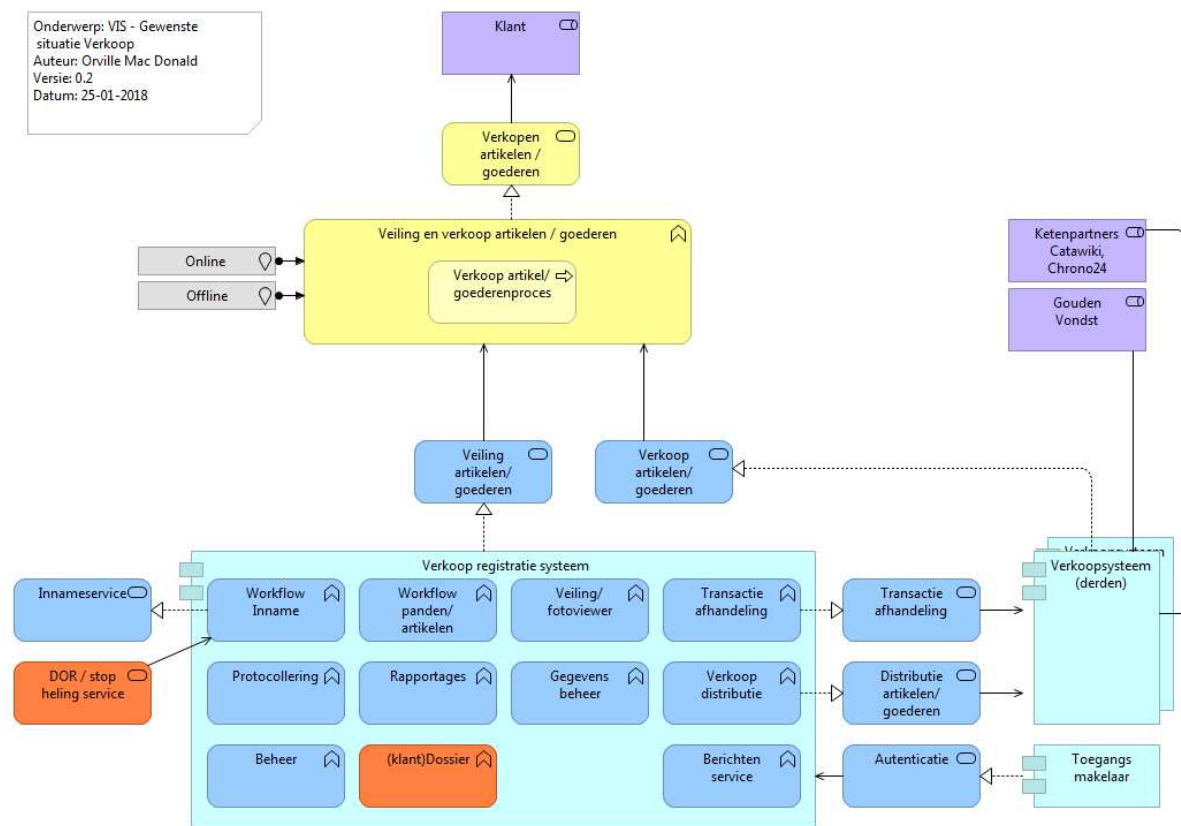 Onderwerp: VIS - Gewenste
situatie Verkoop
Auteur: Orville Mac Donald
Versie: 0.2
Datum: 25-01-2018
Klant
Verkopen
artikelen /
goederen
Veiling en verkoop artikelen / goederen
Verkoop artikel/
goederenproces
Online
Offline
Ketenpartners
Catawiki,
Chrono24
Gouden
Vondst
Veiling
artikelen/
goederen
Verkoop
artikelen/
goederen
Verkoop registratie systeem
Verkoopsysteem
Verkoopsysteem
(derden)
Innameservice
Workflow
Inname
Workflow
panden/
artikelen
Veiling/
fotoviewer
Transactie
afhandeling
Transactie
afhandeling
DOR / stop
heling service
Protocollering
Rapportages
Gegevens
beheer
Verkoop
distributie
Distributie
artikelen/
goederen
Beheer
(klant)Dossier
Berichten
service
Autenticatie
Toegangs
makelaar